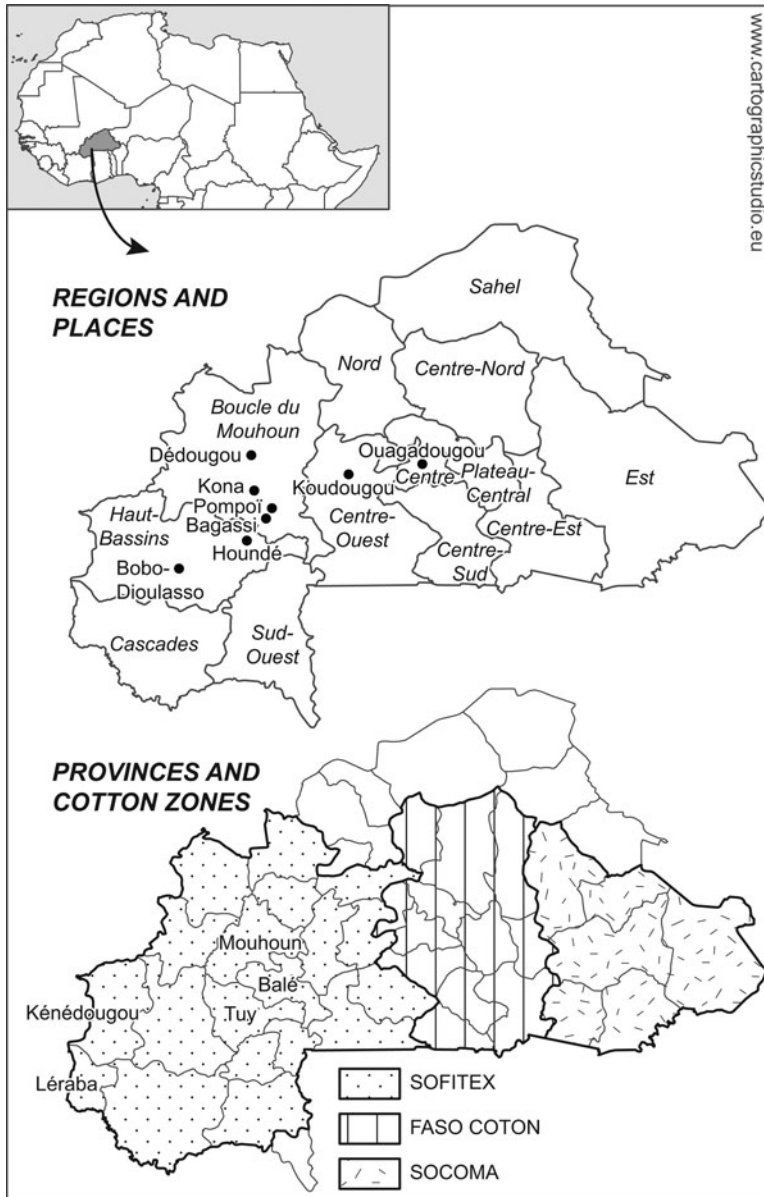 www.cartographicstudio.eu
REGIONS AND
PLACES
Sahel
Nord
Centre-Nord
Boucle du
Mouhoun
Ouagadougou
Dédougou
Centre
Plateau-
Central
Est
Koudougou
Kona
Pompoï
Haut-
Bassins
Bagassi
Centre-
Ouest
Centre-Est
Houndé
Centre-
Sud
Bobo-
Dioulasso
Cascades
Sud-
Ouest
PROVINCES AND
COTTON ZONES
Mouhoun
Balé
Kénédougou
Tuy
Léraba
SOFITEX
FASO COTON
SOCOMA